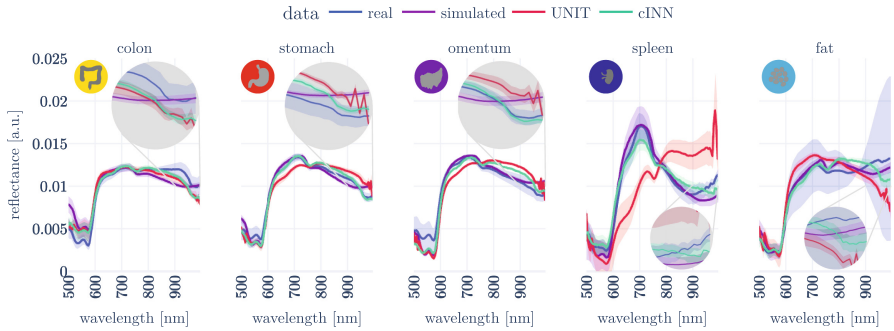 data real simulated UNIT cINN
colon stomach omentum spleen fat
reflectance [a.u.]
0.025
0.02
0.015
0.01
0.005
0
500 600 700 800 900 500 600 700 800 900 500 600 700 800 900 500 600 700 800 900 500 600 700 800 900
wavelength [nm] wavelength [nm] wavelength [nm] wavelength [nm] wavelength [nm]